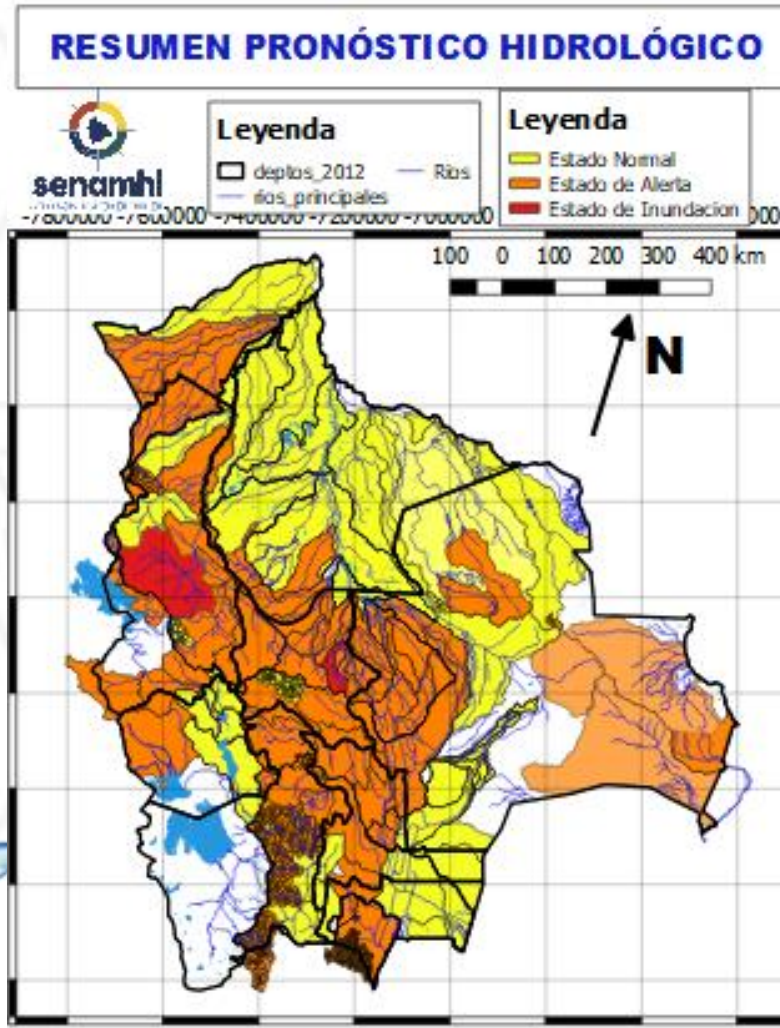 RESUMEN PRONÓSTICO HIDROLÓGICO
senamhi
Leyenda
deptos_2012
Rios
rios_principales
Leyenda
Estado Normal
Estado de Alerta
Estado de Inundacion
-7800000 -7600000 -7400000 -7200000 -7000000
100 0 100 200 300 400 km
N